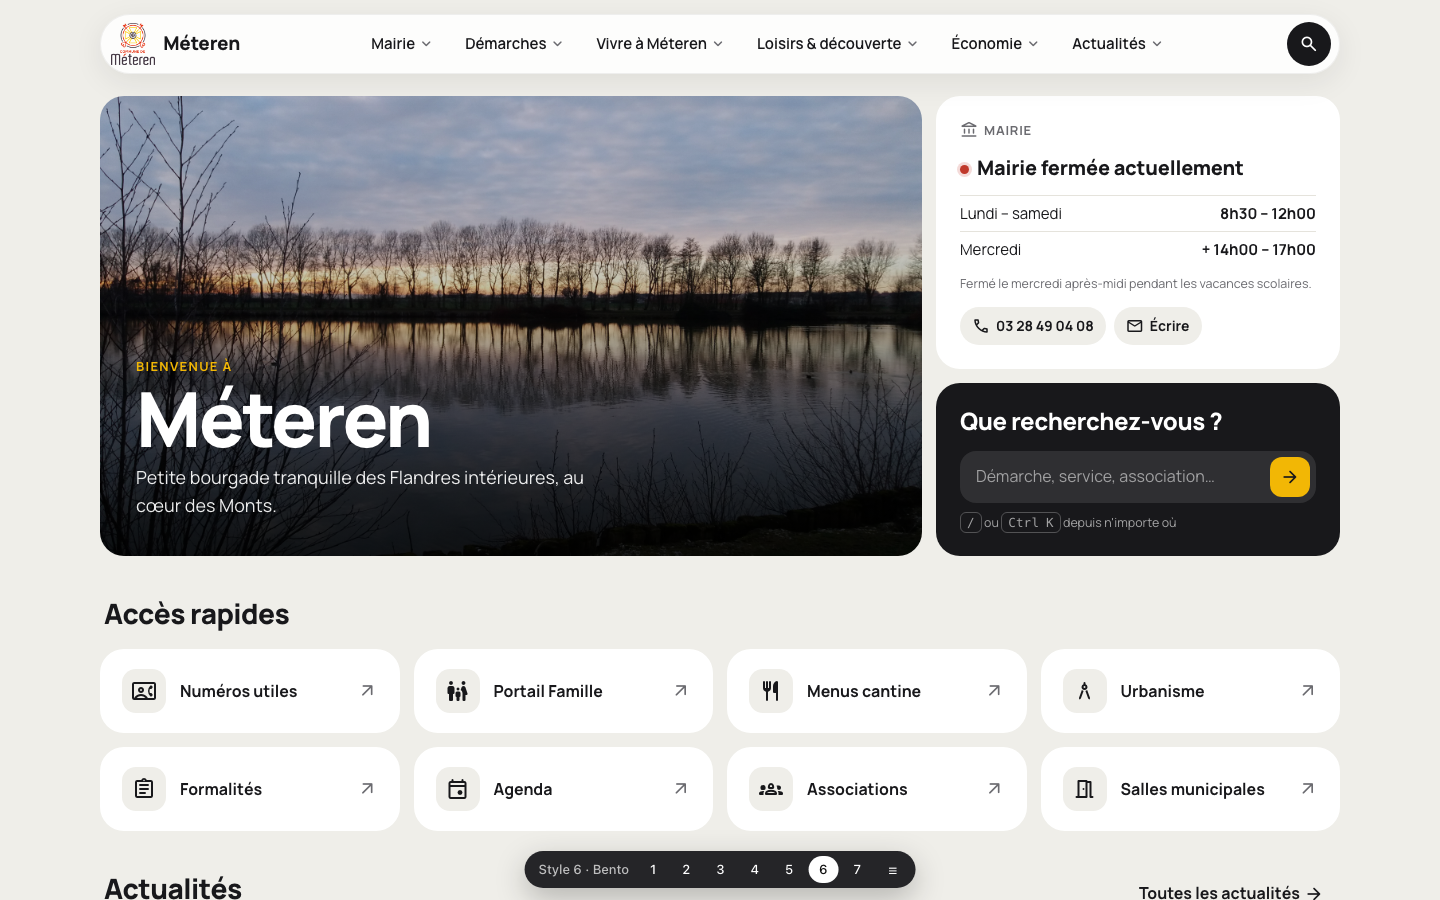 COMMUNE DE
Méteren
Méteren
Mairie
Démarches
Vivre à Méteren
Loisirs & découverte
Économie
Actualités
BIENVENUE À
Méteren
Petite bourgade tranquille des Flandres intérieures, au
cœur des Monts.
MAIRIE
Mairie fermée actuellement
Lundi – samedi 8h30 – 12h00
Mercredi + 14h00 – 17h00
Fermé le mercredi après-midi pendant les vacances scolaires.
03 28 49 04 08
Écrire
Que recherchez-vous ?
Démarche, service, association…
/ ou Ctrl K depuis n'importe où
Accès rapides
Numéros utiles
Portail Famille
Menus cantine
Urbanisme
Formalités
Agenda
Associations
Salles municipales
Style 6 · Bento 1 2 3 4 5 6 7 ≡
Actualités
Toutes les actualités →